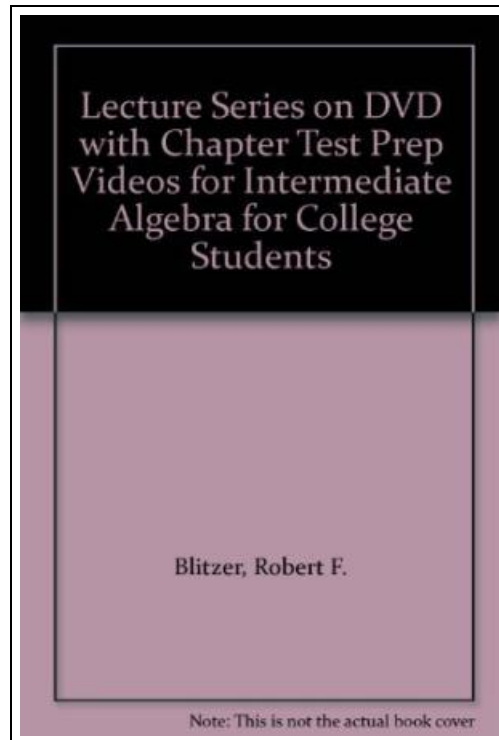 Lecture Series on DVD
with Chapter Test Prep
Videos for Intermediate
Algebra for College
Students
Blitzer, Robert F.
Note: This is not the actual book cover